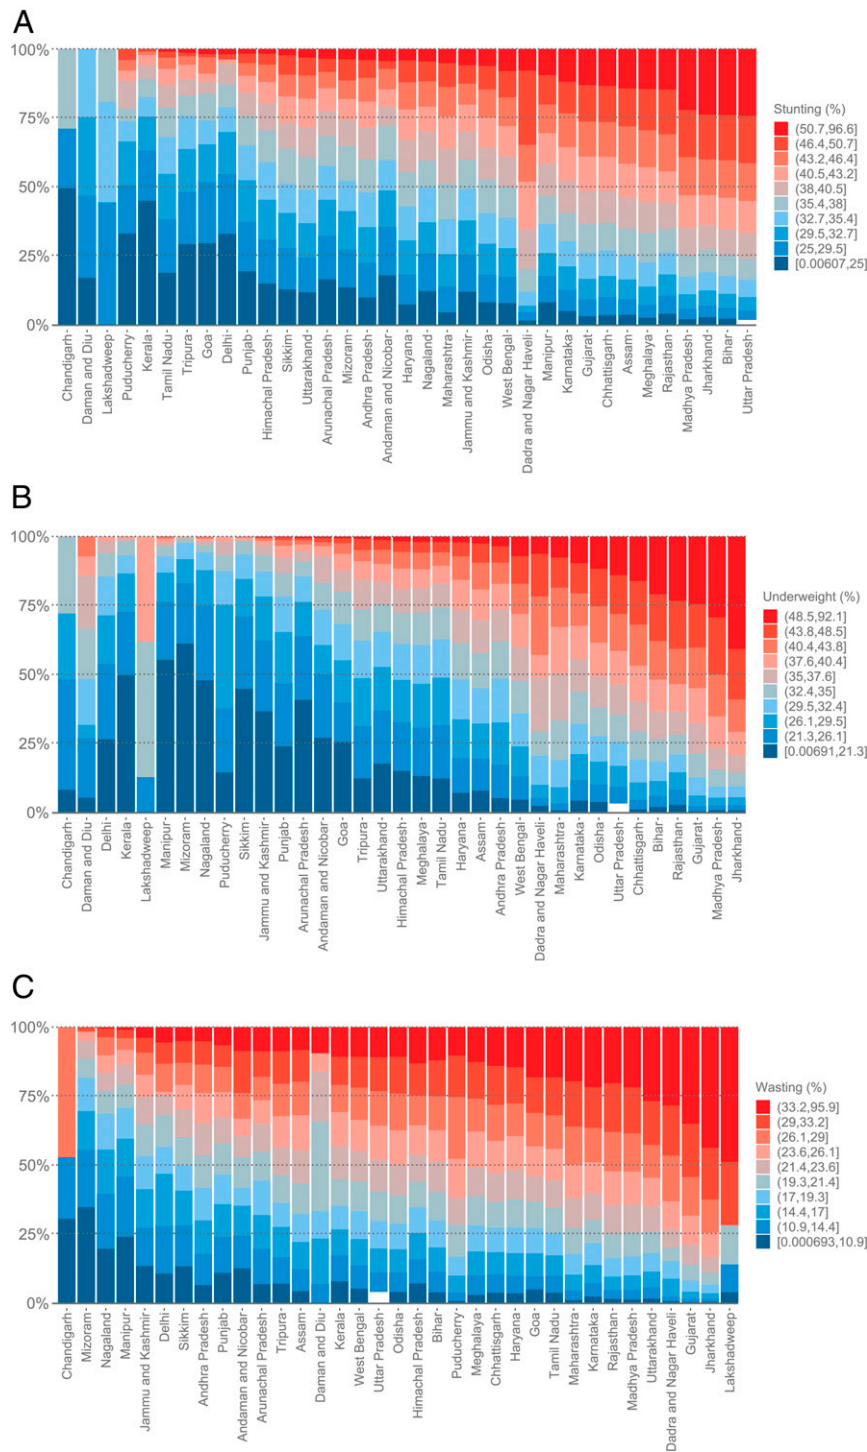 A
100%
75%
50%
25%
0%
Chandigarh
Daman and Diu
Lakshadweep
Puducherry
Kerala
Tamil Nadu
Tripura
Goa
Delhi
Punjab
Himachal Pradesh
Sikkim
Uttarakhand
Arunachal Pradesh
Mizoram
Andhra Pradesh
Andaman and Nicobar
Haryana
Nagaland
Maharashtra
Jammu and Kashmir
Odisha
West Bengal
Dadra and Nagar Haveli
Manipur
Karnataka
Gujarat
Chhattisgarh
Assam
Meghalaya
Rajasthan
Madhya Pradesh
Jharkhand
Bihar
Uttar Pradesh
Stunting (%)
(50.7,96.6]
(46.4,50.7]
(43.2,46.4]
(40.5,43.2]
(38,40.5]
(35.4,38]
(32.7,35.4]
(29.5,32.7]
(25,29.5]
[0.00607,25]
B
100%
75%
50%
25%
0%
Chandigarh
Daman and Diu
Delhi
Kerala
Lakshadweep
Manipur
Mizoram
Nagaland
Puducherry
Sikkim
Jammu and Kashmir
Punjab
Arunachal Pradesh
Andaman and Nicobar
Goa
Tripura
Uttarakhand
Himachal Pradesh
Meghalaya
Tamil Nadu
Haryana
Assam
Andhra Pradesh
West Bengal
Dadra and Nagar Haveli
Maharashtra
Karnataka
Odisha
Uttar Pradesh
Chhattisgarh
Bihar
Rajasthan
Gujarat
Madhya Pradesh
Jharkhand
Underweight (%)
(48.5,92.1]
(43.8,48.5]
(40.4,43.8]
(37.6,40.4]
(35,37.6]
(32.4,35]
(29.5,32.4]
(26.1,29.5]
(21.3,26.1]
[0.00691,21.3]
C
100%
75%
50%
25%
0%
Chandigarh
Mizoram
Nagaland
Manipur
Jammu and Kashmir
Delhi
Sikkim
Andhra Pradesh
Punjab
Andaman and Nicobar
Arunachal Pradesh
Tripura
Assam
Daman and Diu
Kerala
West Bengal
Uttar Pradesh
Odisha
Himachal Pradesh
Bihar
Puducherry
Meghalaya
Chhattisgarh
Haryana
Goa
Tamil Nadu
Maharashtra
Karnataka
Rajasthan
Madhya Pradesh
Uttarakhand
Dadra and Nagar Haveli
Gujarat
Jharkhand
Lakshadweep
Wasting (%)
(33.2,95.9]
(29,33.2]
(26.1,29]
(23.6,26.1]
(21.4,23.6]
(19.3,21.4]
(17,19.3]
(14.4,17]
(10.9,14.4]
[0.000693,10.9]